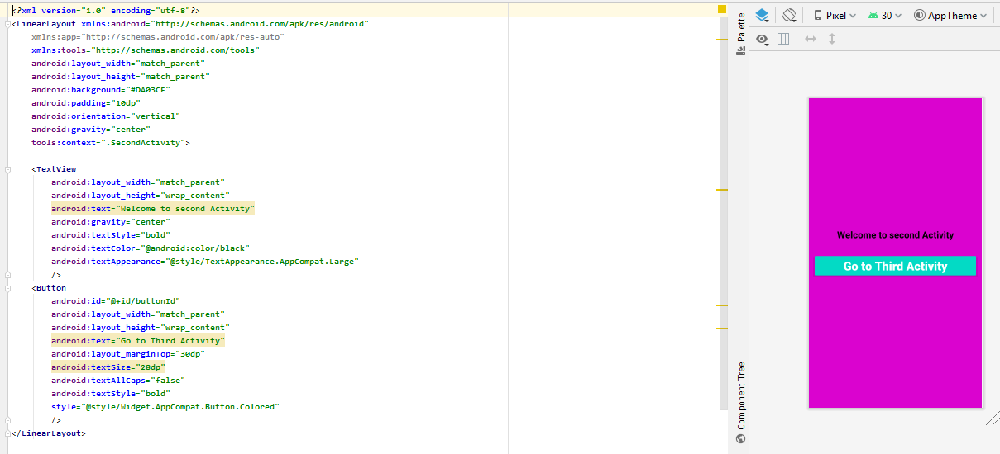 <?xml version="1.0" encoding="utf-8"?>
<LinearLayout xmlns:android="http://schemas.android.com/apk/res/android"
    xmlns:app="http://schemas.android.com/apk/res-auto"
    xmlns:tools="http://schemas.android.com/tools"
    android:layout_width="match_parent"
    android:layout_height="match_parent"
    android:background="#DA03CF"
    android:padding="10dp"
    android:orientation="vertical"
    android:gravity="center"
    tools:context=".SecondActivity">
    <TextView
        android:layout_width="match_parent"
        android:layout_height="wrap_content"
        android:text="Welcome to second Activity"
        android:gravity="center"
        android:textStyle="bold"
        android:textColor="@android:color/black"
        android:textAppearance="@style/TextAppearance.AppCompat.Large"
        />
    <Button
        android:id="@+id/buttonId"
        android:layout_width="match_parent"
        android:layout_height="wrap_content"
        android:text="Go to Third Activity"
        android:layout_marginTop="30dp"
        android:textSize="28dp"
        android:textAllCaps="false"
        android:textStyle="bold"
        style="@style/Widget.AppCompat.Button.Colored"
        />
</LinearLayout>
Palette
Component Tree
Pixel 30 AppTheme
Welcome to second Activity
Go to Third Activity